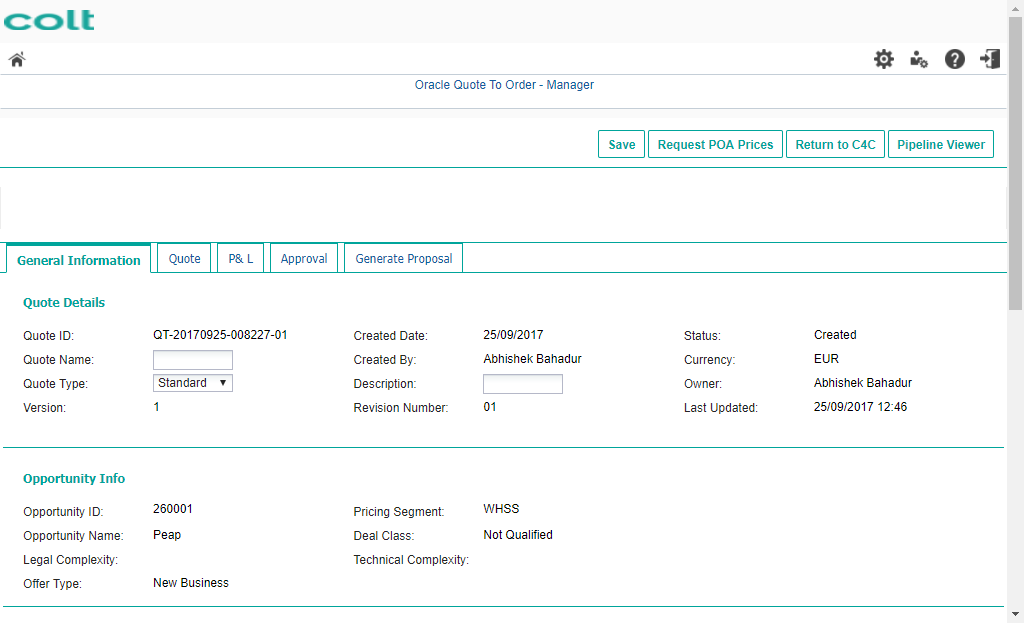 colt
Oracle Quote To Order - Manager
Save Request POA Prices Return to C4C Pipeline Viewer
General Information Quote P& L Approval Generate Proposal
Quote Details
Quote ID: QT-20170925-008227-01 Created Date: 25/09/2017 Status: Created
Quote Name: Created By: Abhishek Bahadur Currency: EUR
Quote Type: Standard Description: Owner: Abhishek Bahadur
Version: 1 Revision Number: 01 Last Updated: 25/09/2017 12:46
Opportunity Info
Opportunity ID: 260001 Pricing Segment: WHSS
Opportunity Name: Peap Deal Class: Not Qualified
Legal Complexity: Technical Complexity:
Offer Type: New Business